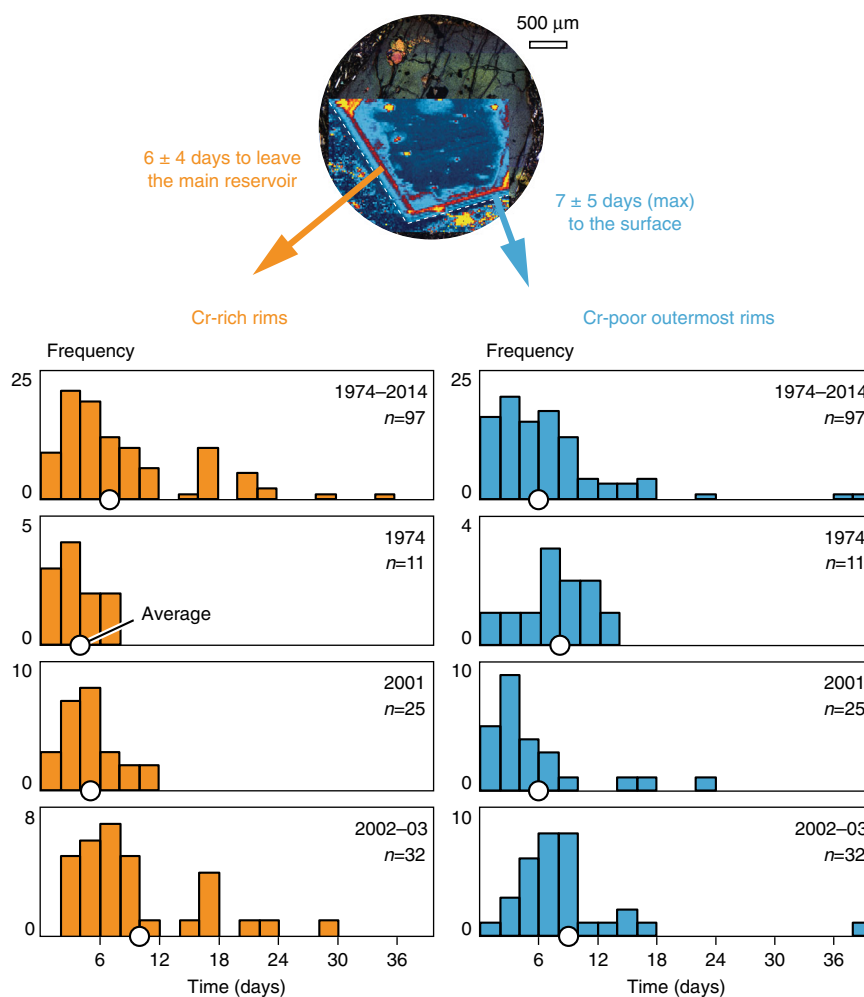 500 µm
6 ± 4 days to leave
the main reservoir
7 ± 5 days (max)
to the surface
Cr-rich rims
Cr-poor outermost rims
Frequency
Frequency
25
1974–2014
n=97
0
25
1974–2014
n=97
0
5
1974
n=11
Average
0
4
1974
n=11
0
10
2001
n=25
0
10
2001
n=25
0
8
2002–03
n=32
0
10
2002–03
n=32
0
6 12 18 24 30 36
6 12 18 24 30 36
Time (days)
Time (days)